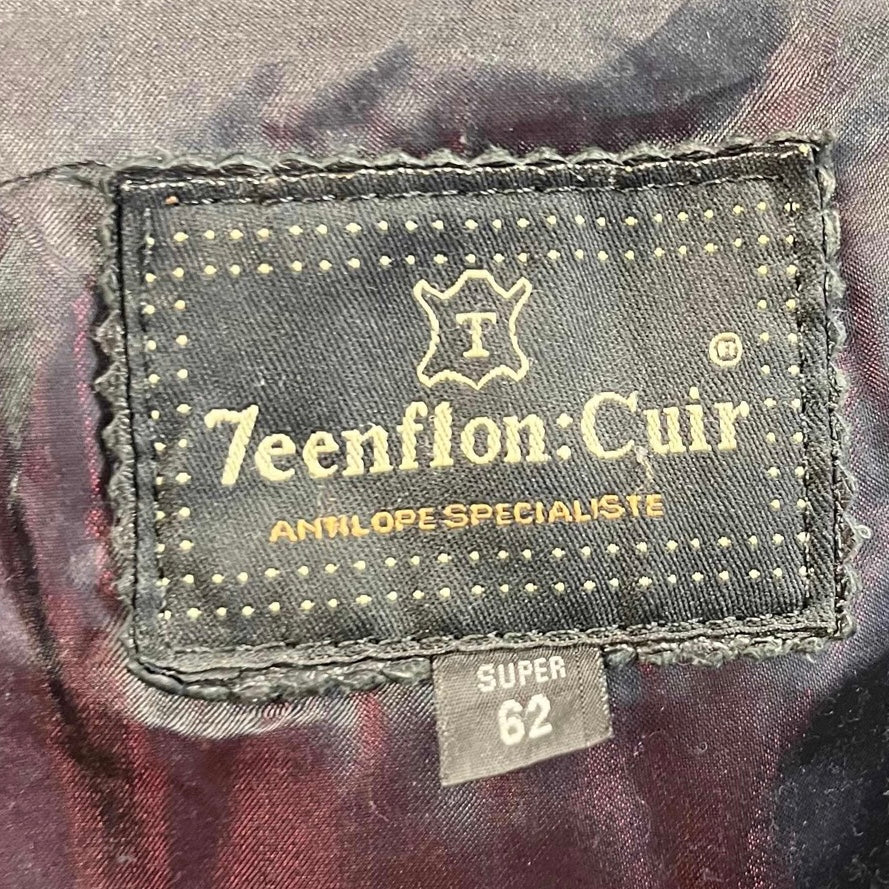 T
®
7eenflon:Cuir
ANTILOPE SPECIALISTE
SUPER
62